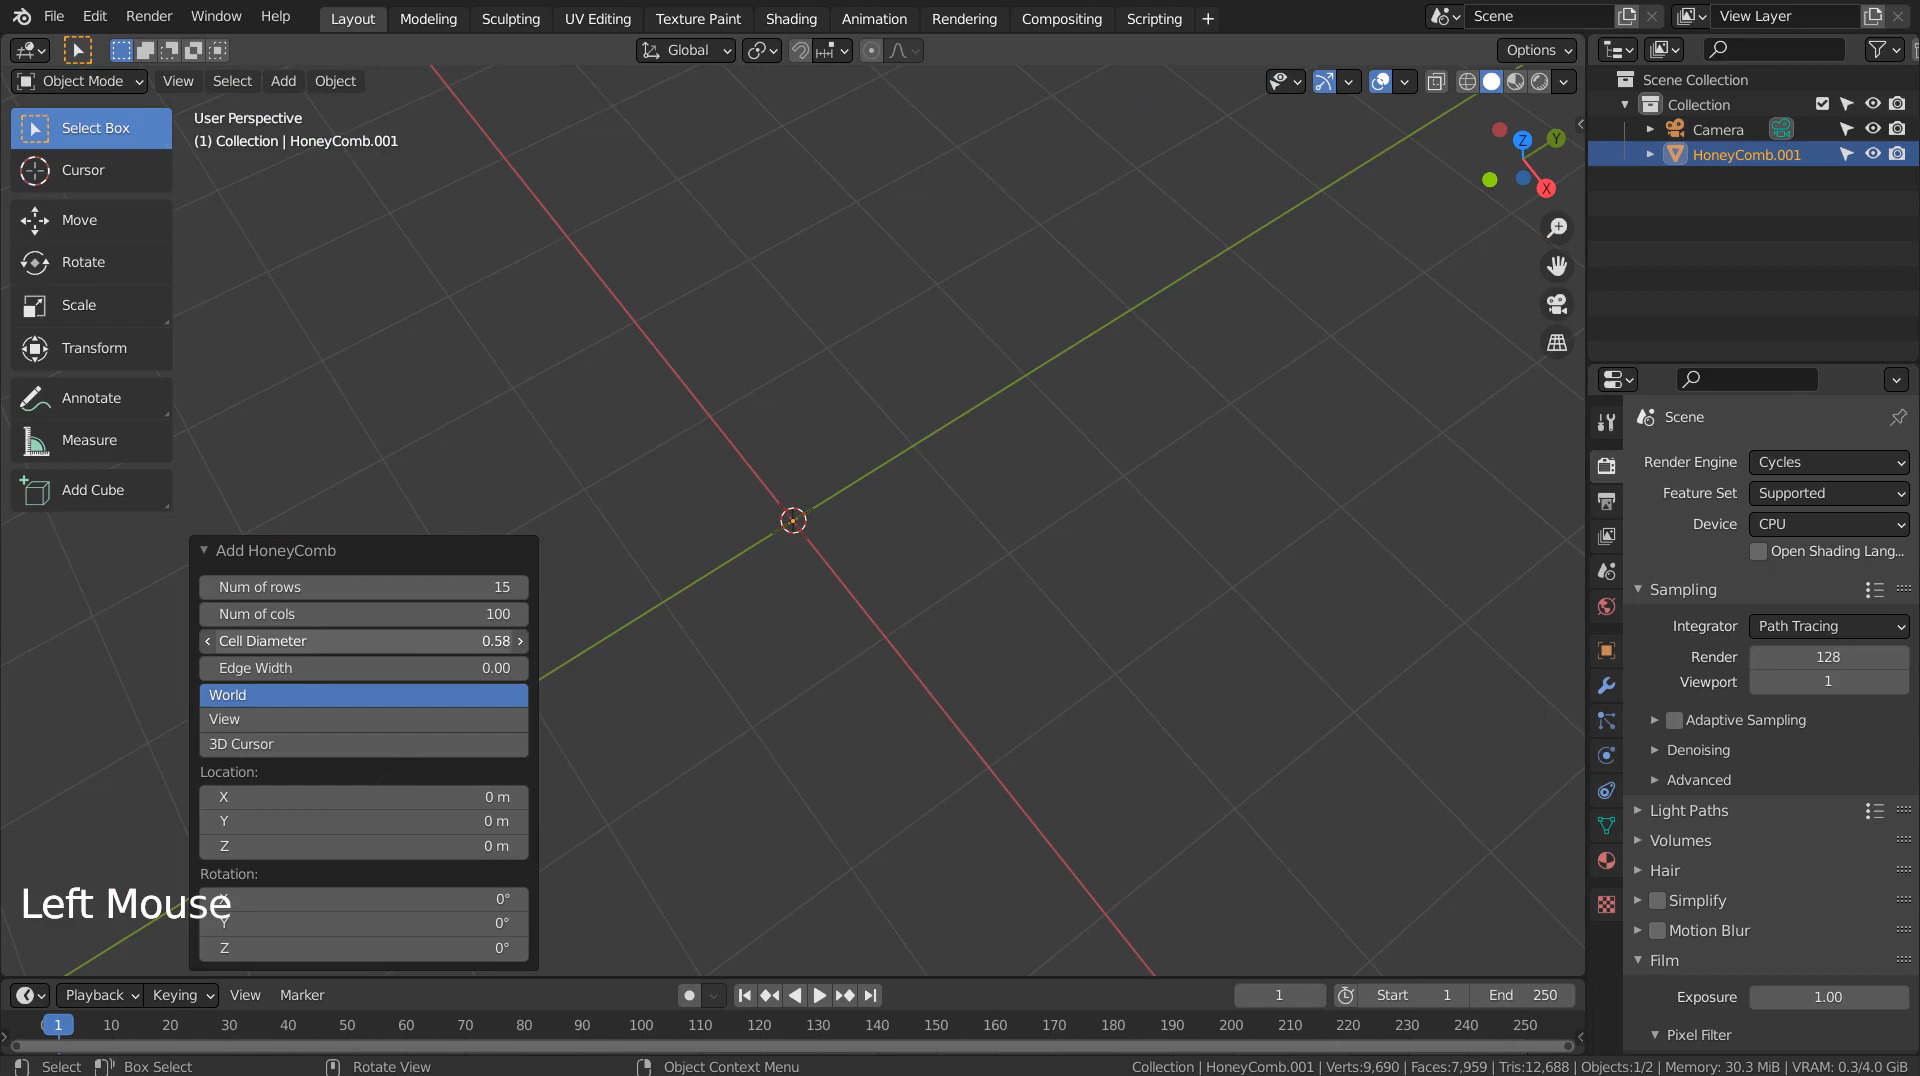 File Edit Render Window Help Layout Modeling Sculpting UV Editing Texture Paint Shading Animation Rendering Compositing Scripting + Scene View Layer
Global Options
Object Mode View Select Add Object
Select Box
Cursor
Move
Rotate
Scale
Transform
Annotate
Measure
Add Cube
User Perspective
(1) Collection | HoneyComb.001
Z Y X
Add HoneyComb
Num of rows 15
Num of cols 100
Cell Diameter 0.58
Edge Width 0.00
World
View
3D Cursor
Location:
X 0 m
Y 0 m
Z 0 m
Rotation:
X 0°
Y 0°
Z 0°
Left Mouse
Scene Collection
Collection
Camera
HoneyComb.001
Scene
Render Engine Cycles
Feature Set Supported
Device CPU
Open Shading Lang...
Sampling
Integrator Path Tracing
Render 128
Viewport 1
Adaptive Sampling
Denoising
Advanced
Light Paths
Volumes
Hair
Simplify
Motion Blur
Film
Exposure 1.00
Pixel Filter
Playback Keying View Marker 1 Start 1 End 250
1 10 20 30 40 50 60 70 80 90 100 110 120 130 140 150 160 170 180 190 200 210 220 230 240 250
Select Box Select Rotate View Object Context Menu Collection | HoneyComb.001 | Verts:9,690 | Faces:7,959 | Tris:12,688 | Objects:1/2 | Memory: 30.3 MiB | VRAM: 0.3/4.0 GiB